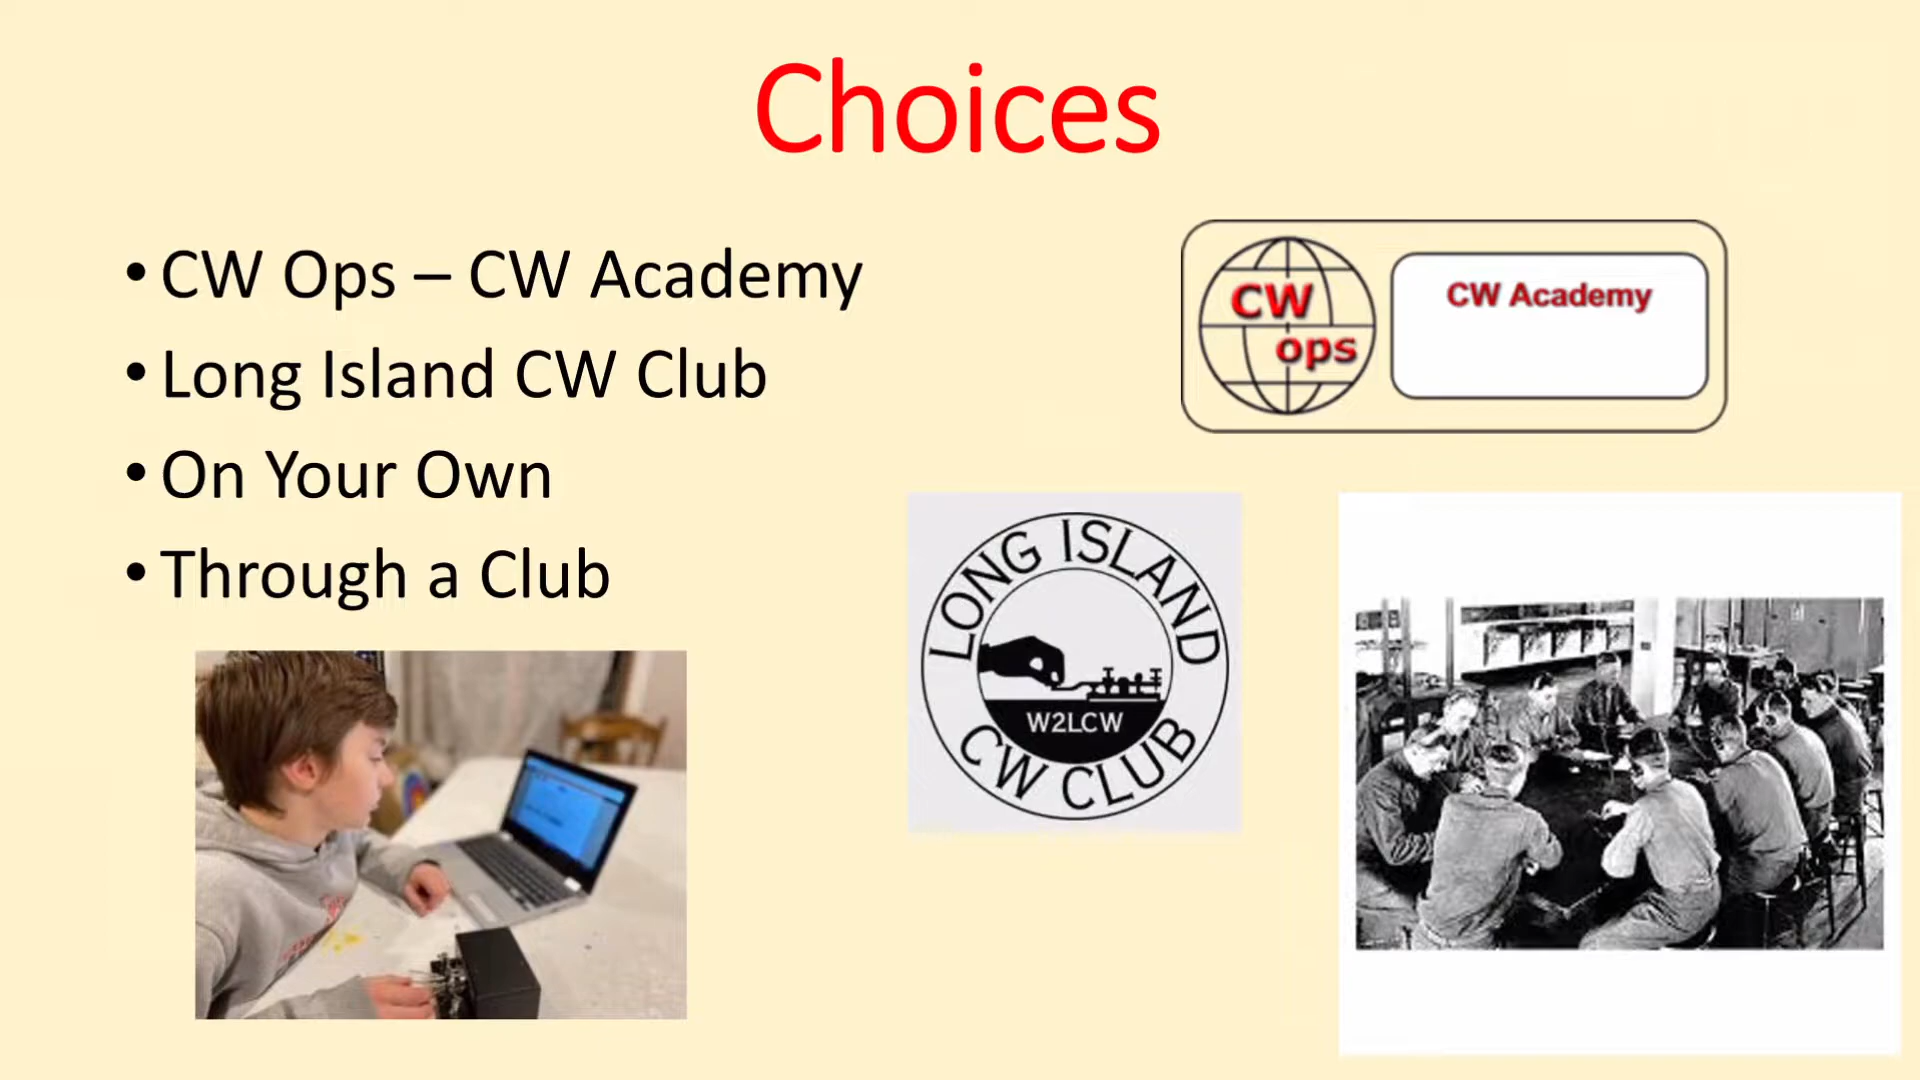 Choices
• CW Ops – CW Academy
• Long Island CW Club
• On Your Own
• Through a Club
CW
ops
CW Academy
LONG ISLAND
W2LCW
CW CLUB